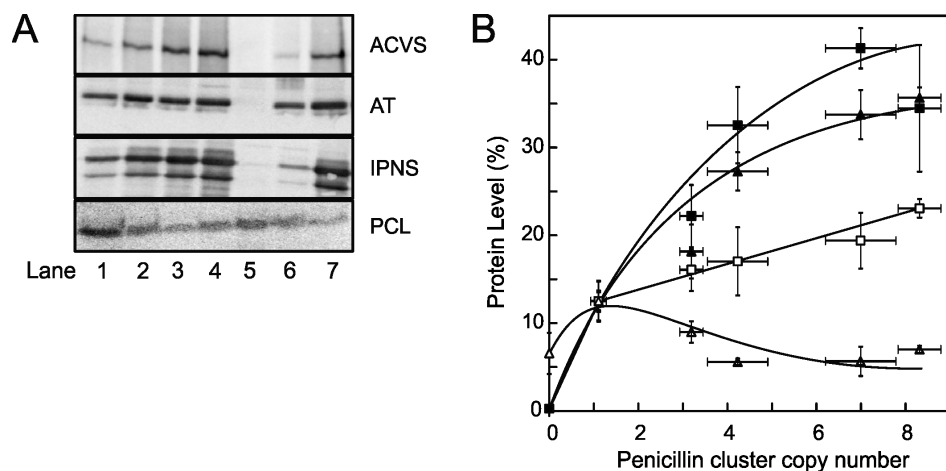 A
ACVS
AT
IPNS
PCL
Lane 1 2 3 4 5 6 7
B
Protein Level (%)
40
30
20
10
0
0 2 4 6 8
Penicillin cluster copy number